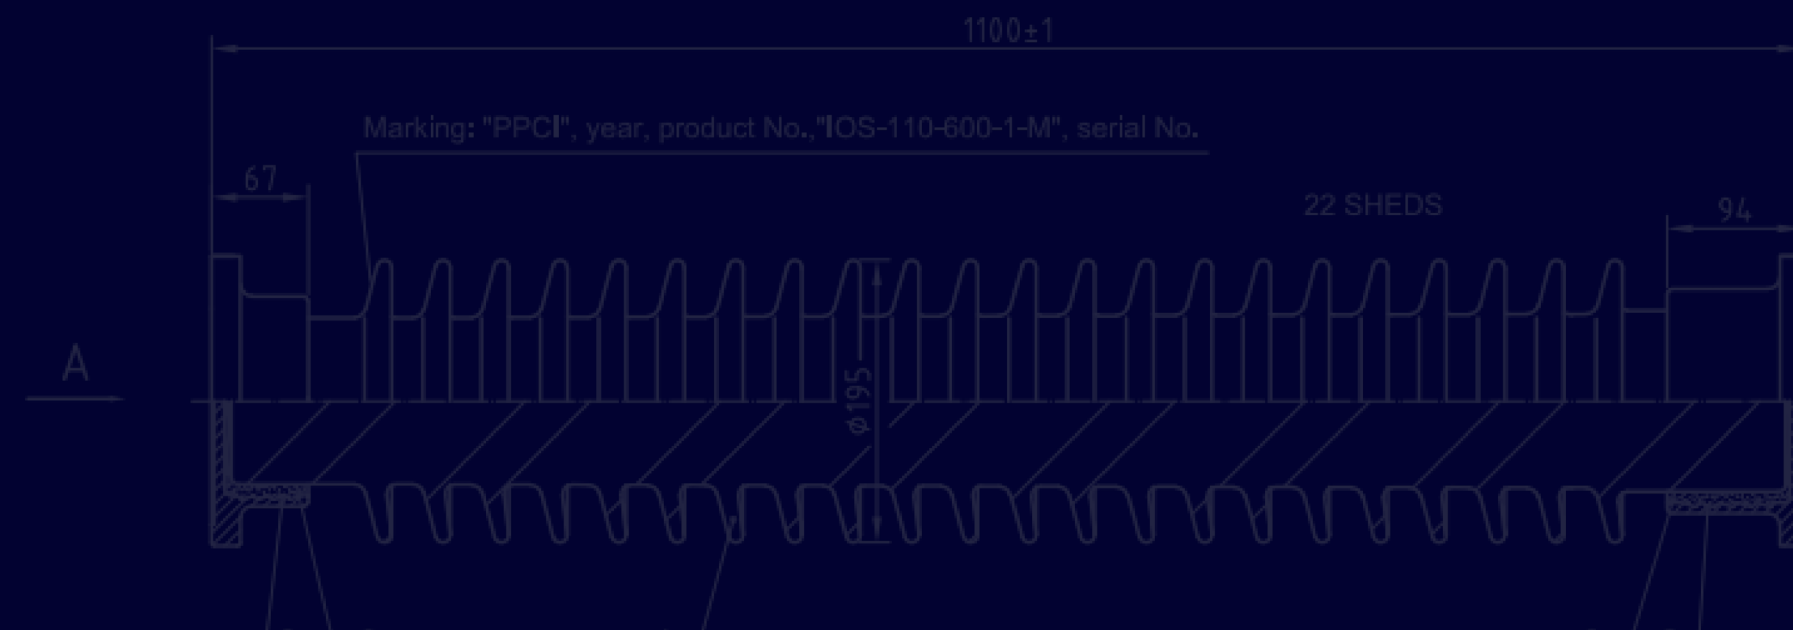 1100±1
Marking: "PPCI", year, product No.,"IOS-110-600-1-M", serial No.
67
22 SHEDS
94
A
φ195